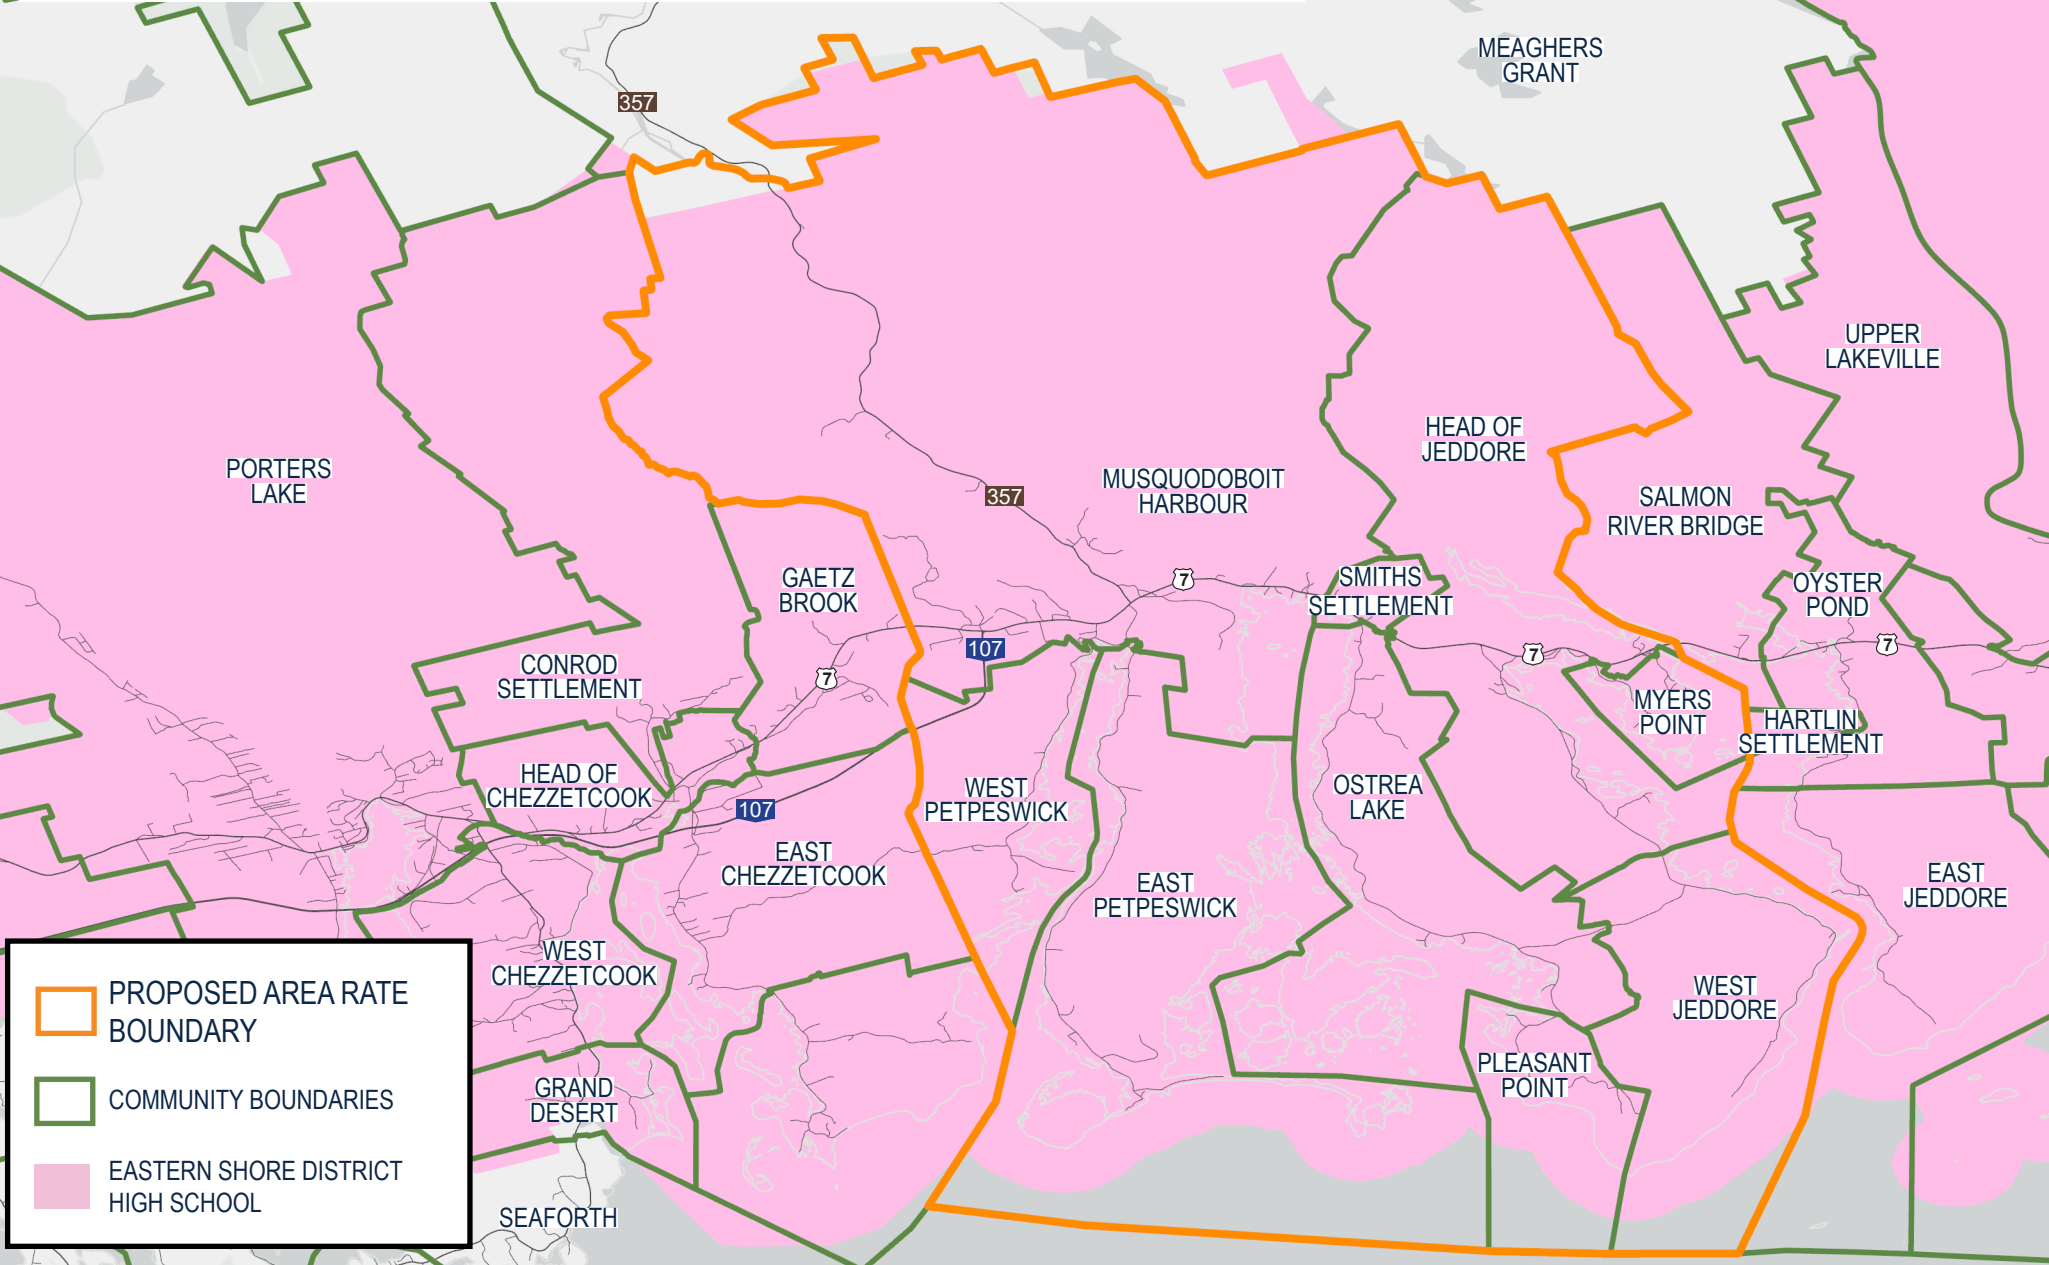 MEAGHERS
GRANT
357
UPPER
LAKEVILLE
HEAD OF
JEDDORE
PORTERS
LAKE
MUSQUODOBOIT
HARBOUR
357
SALMON
RIVER BRIDGE
GAETZ
BROOK
7
SMITHS
SETTLEMENT
OYSTER
POND
107
7
7
CONROD
SETTLEMENT
7
MYERS
POINT
HARTLIN
SETTLEMENT
HEAD OF
CHEZZETCOOK
107
WEST
PETPESWICK
OSTREA
LAKE
EAST
CHEZZETCOOK
EAST
PETPESWICK
EAST
JEDDORE
WEST
CHEZZETCOOK
WEST
JEDDORE
PLEASANT
POINT
GRAND
DESERT
SEAFORTH
PROPOSED AREA RATE
BOUNDARY
COMMUNITY BOUNDARIES
EASTERN SHORE DISTRICT
HIGH SCHOOL